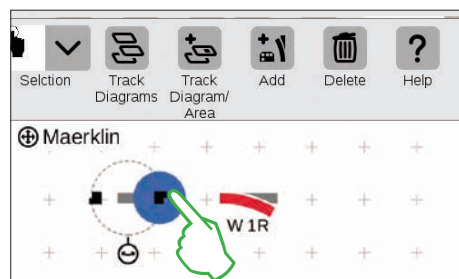 Selction
Track Diagrams
Track Diagram/ Area
Add
Delete
Help
Maerklin
W 1R